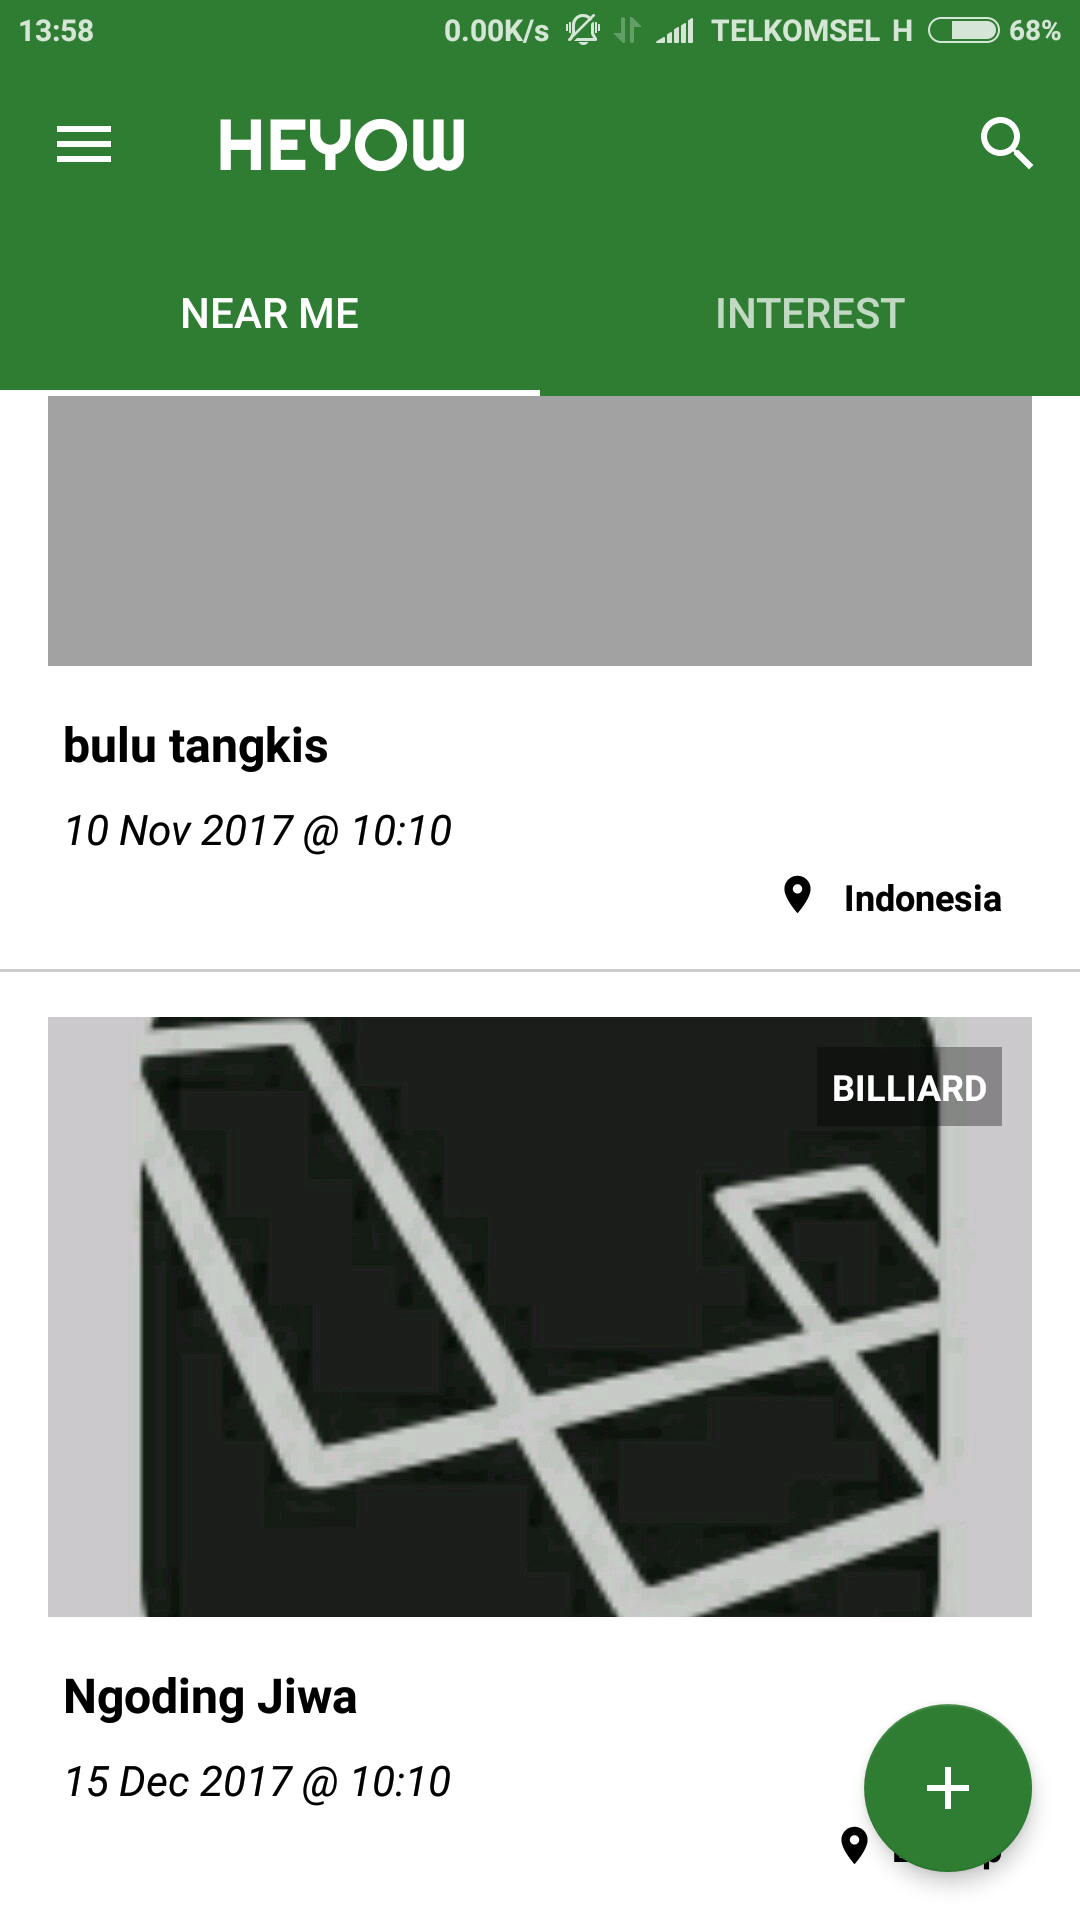 13:58 0.00K/s TELKOMSEL H 68%
HEYOW
NEAR ME INTEREST
bulu tangkis
10 Nov 2017 @ 10:10
Indonesia
BILLIARD
Ngoding Jiwa
15 Dec 2017 @ 10:10